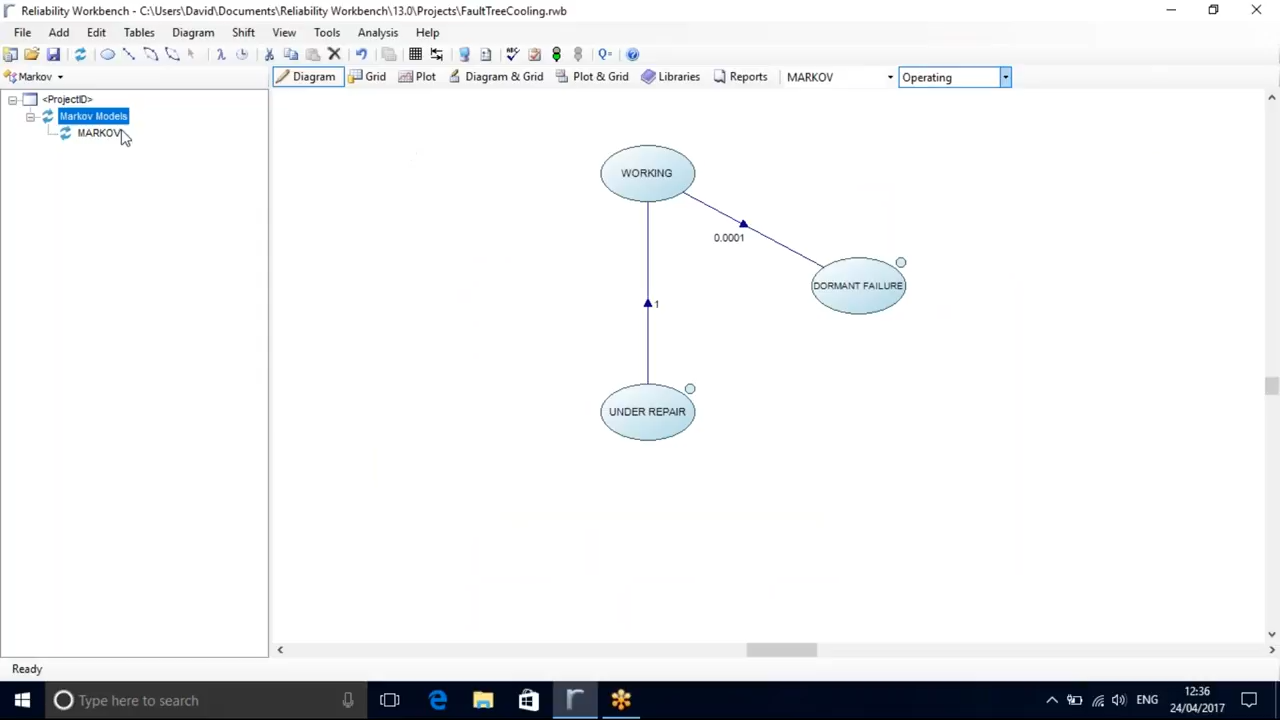 Reliability Workbench - C:\Users\David\Documents\Reliability Workbench\13.0\Projects\FaultTreeCooling.rwb
File Add Edit Tables Diagram Shift View Tools Analysis Help
Markov Diagram Grid Plot Diagram & Grid Plot & Grid Libraries Reports MARKOV Operating
<ProjectID>
Markov Models
MARKOV
WORKING
0.0001
DORMANT FAILURE
1
UNDER REPAIR
Ready
Type here to search
ENG
12:36
24/04/2017